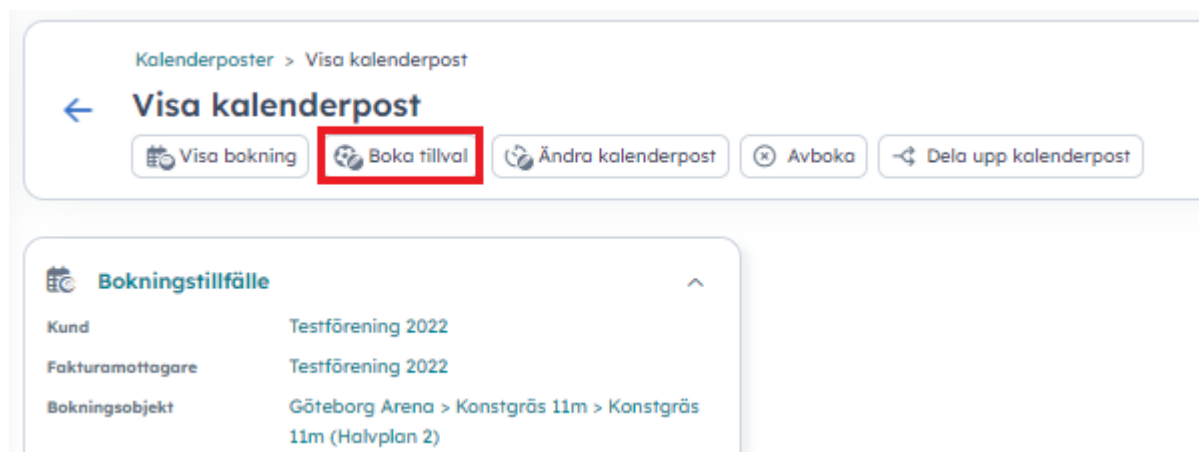 Kalenderposter > Visa kalenderpost
Visa kalenderpost
Visa bokning Boka tillval Ändra kalenderpost Avboka Dela upp kalenderpost
Bokningstillfälle
Kund Testförening 2022
Fakturamottagare Testförening 2022
Bokningsobjekt Göteborg Arena > Konstgräs 11m > Konstgräs
11m (Halvplan 2)